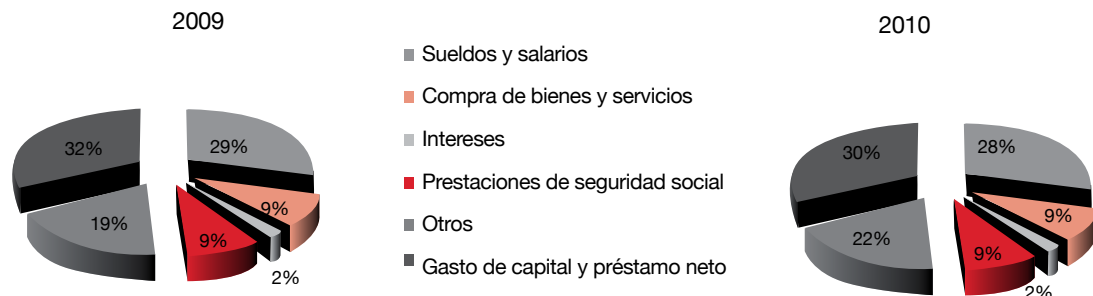 2009
32%
29%
19%
9%
9%
2%
Sueldos y salarios
Compra de bienes y servicios
Intereses
Prestaciones de seguridad social
Otros
Gasto de capital y préstamo neto
2010
30%
28%
22%
9%
9%
2%